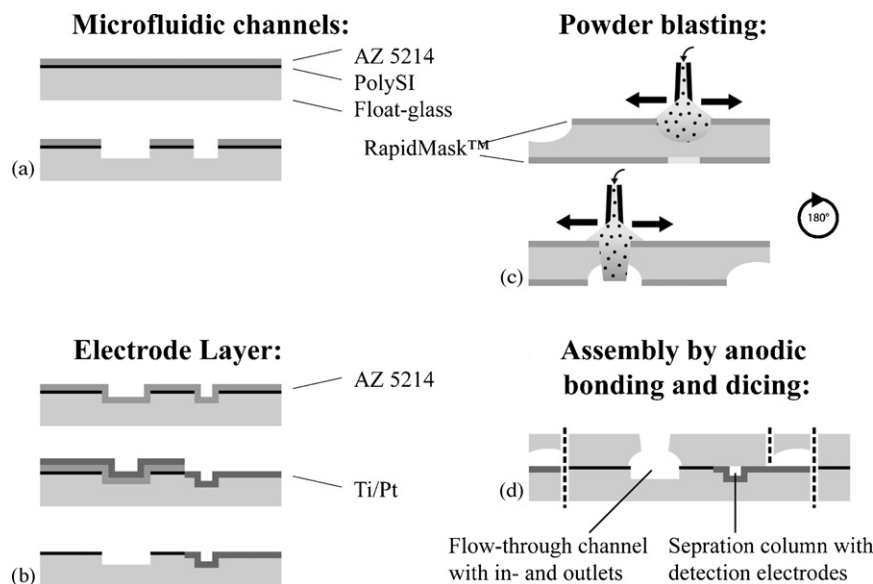 Microfluidic channels:
AZ 5214
PolySI
Float-glass
(a)
Powder blasting:
RapidMask™
180°
(c)
Electrode Layer:
AZ 5214
Ti/Pt
(b)
Assembly by anodic
bonding and dicing:
(d)
Flow-through channel
with in- and outlets
Sepration column with
detection electrodes